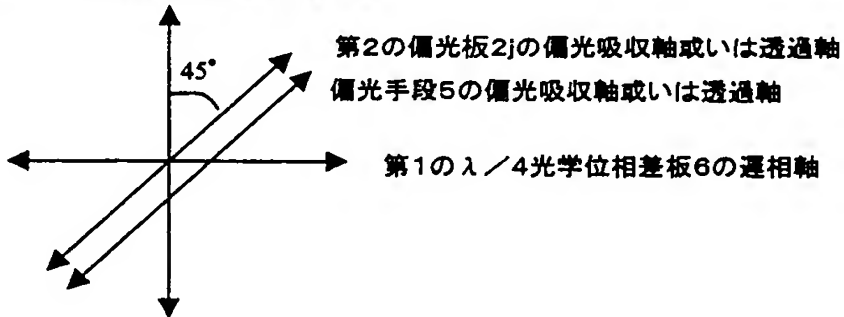 第2の偏光板2jの偏光吸収軸或いは透過軸
45°
偏光手段5の偏光吸収軸或いは透過軸
第1のλ／4光学位相差板6の遅相軸